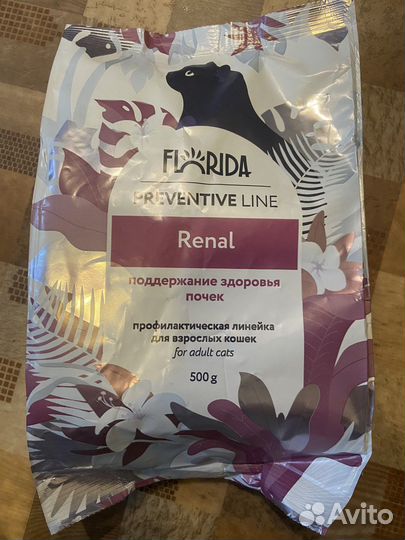 FLORIDA
PREVENTIVE LINE
Renal
поддержание здоровья
почек
профилактическая линейка
для взрослых кошек
for adult cats
500 g
Avito